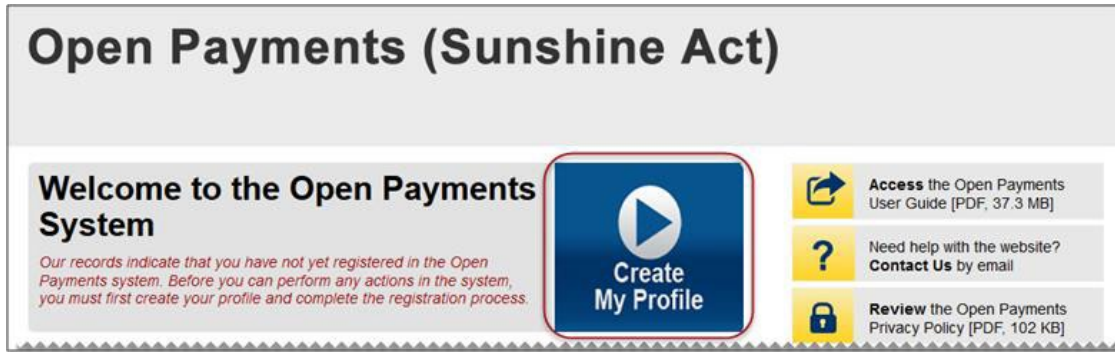 Open Payments (Sunshine Act)
Welcome to the Open Payments
System
Our records indicate that you have not yet registered in the Open
Payments system. Before you can perform any actions in the system,
you must first create your profile and complete the registration process.
Create
My Profile
Access the Open Payments
User Guide [PDF, 37.3 MB]
?
Need help with the website?
Contact Us by email
Review the Open Payments
Privacy Policy [PDF, 102 KB]